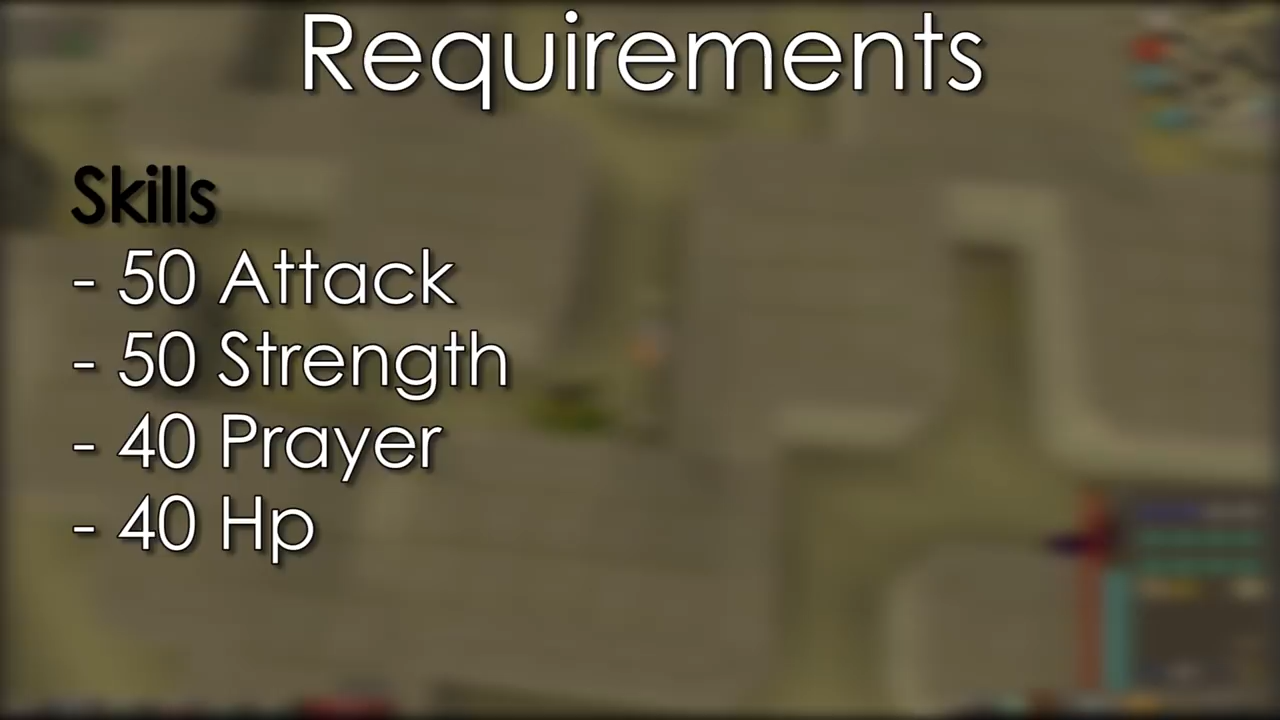 Requirements
Skills
- 50 Attack
- 50 Strength
- 40 Prayer
- 40 Hp